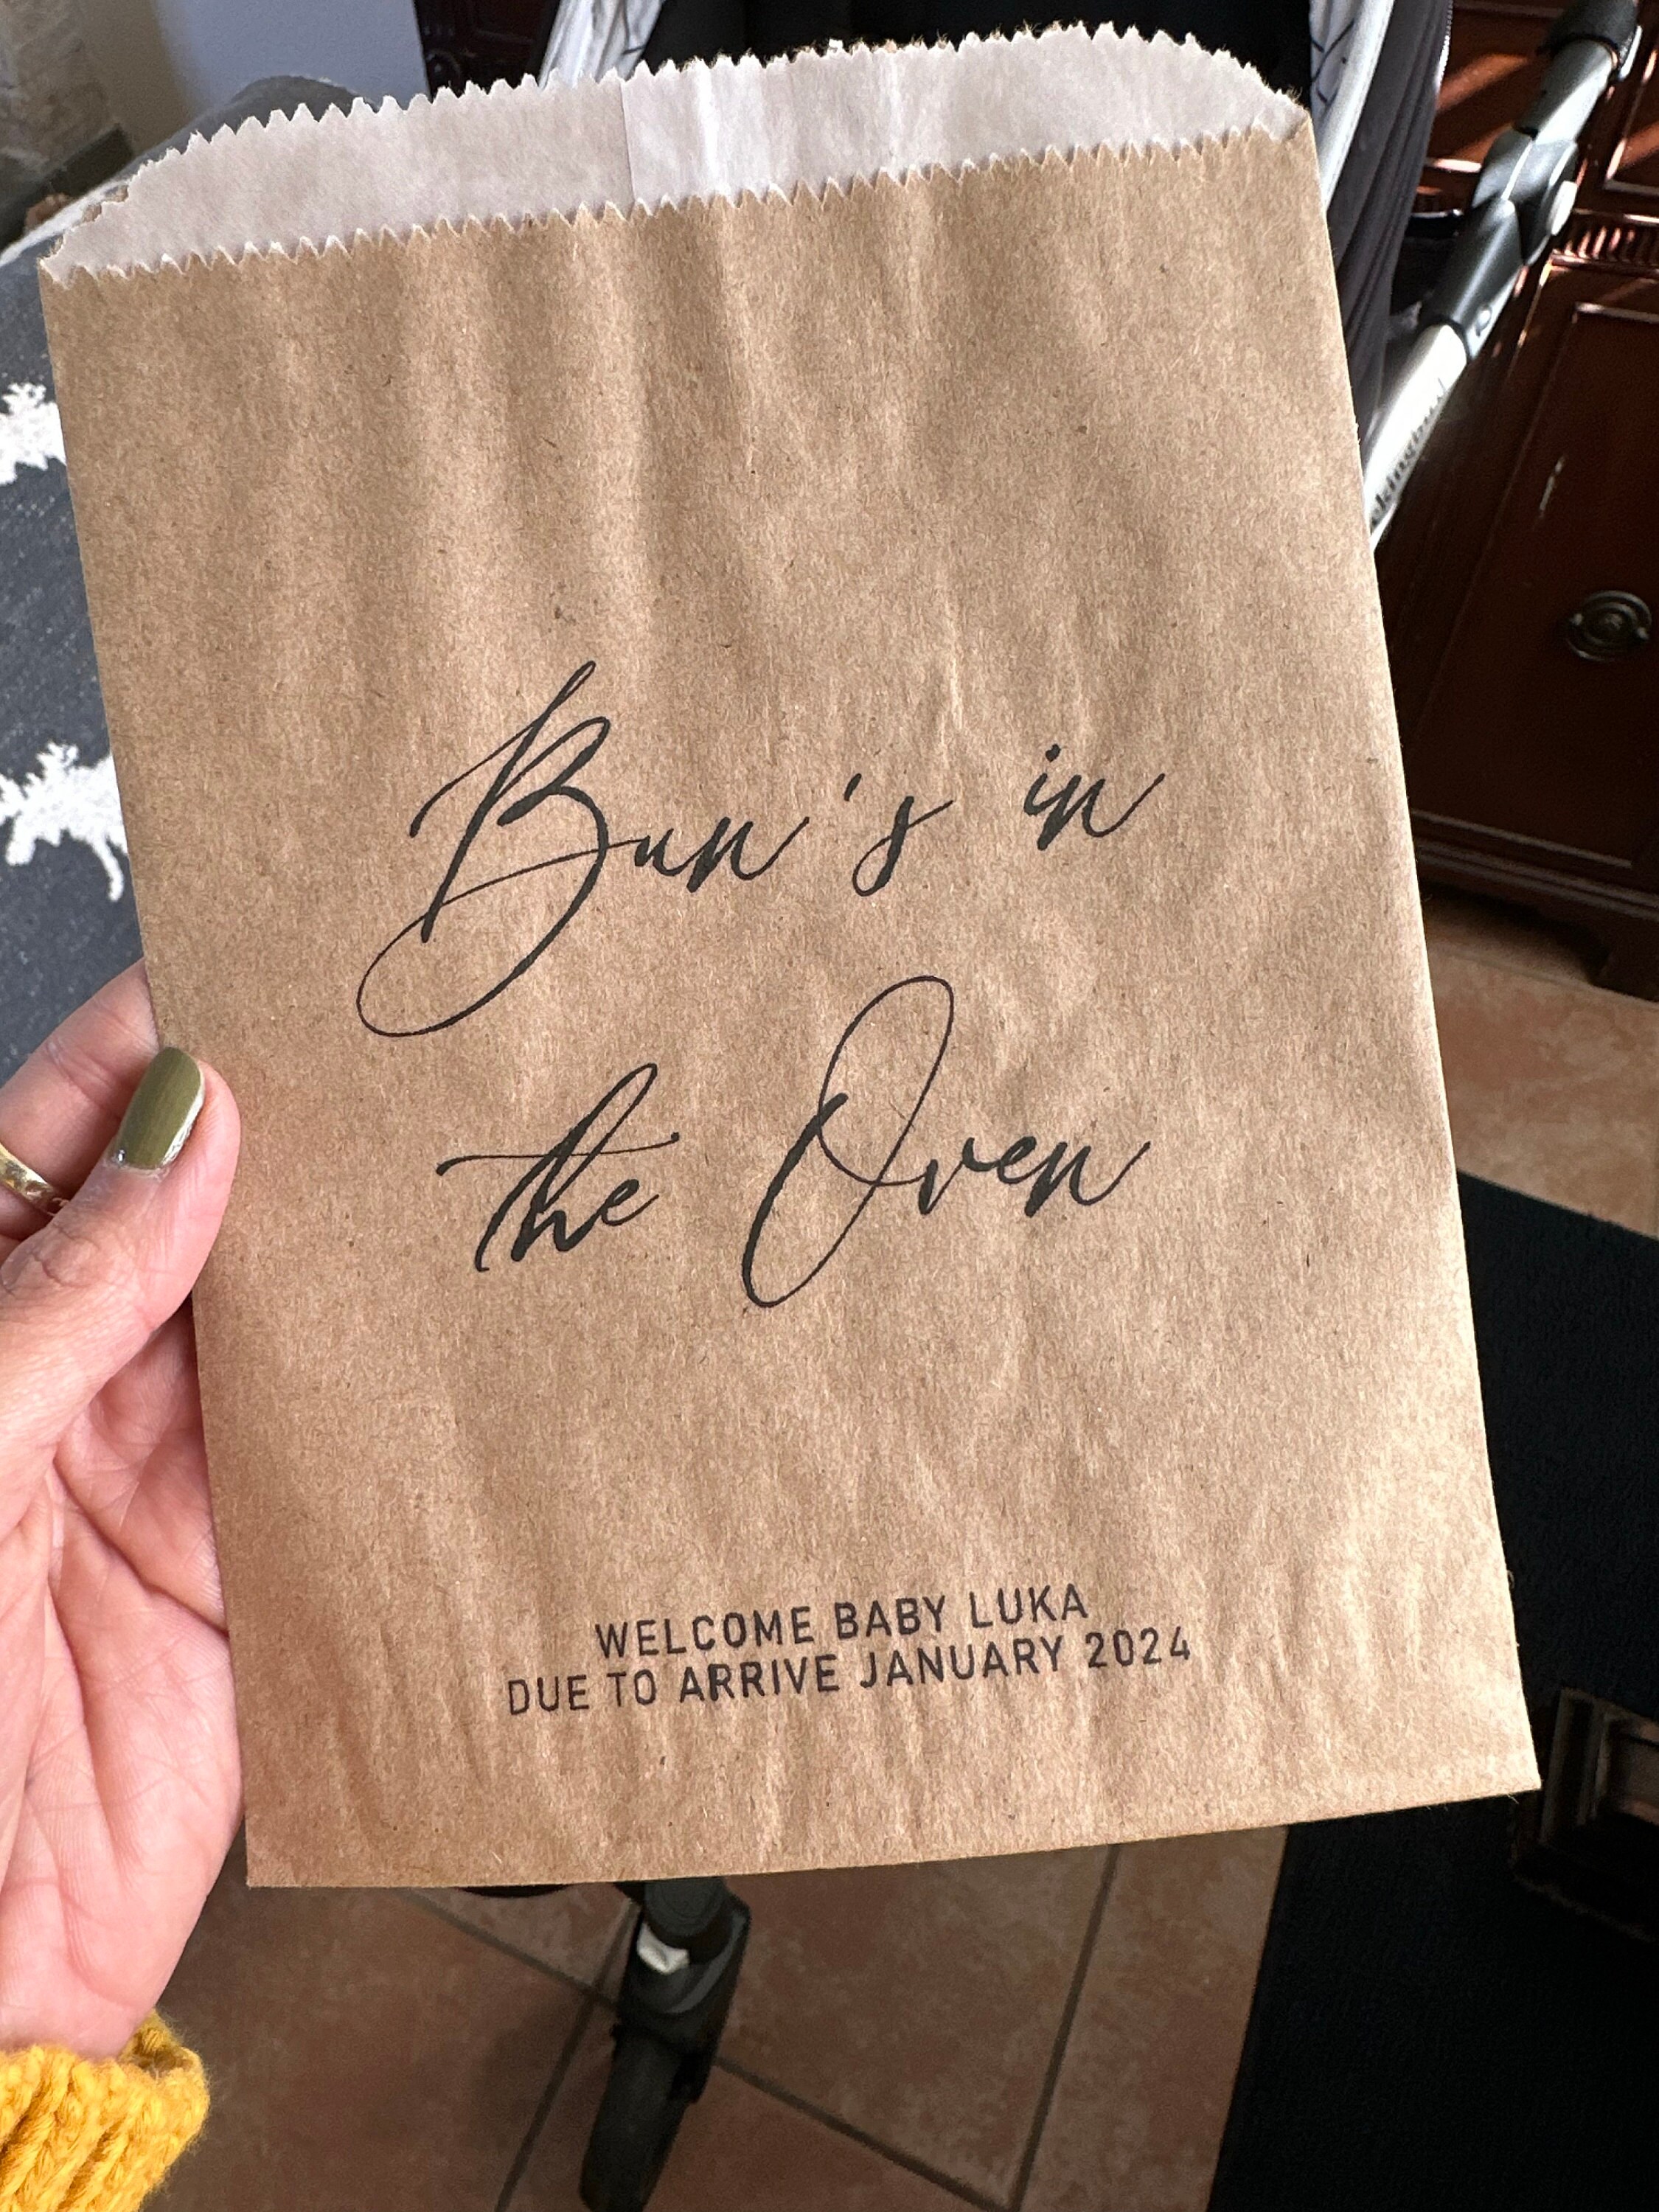 Bun's in
the Oven
WELCOME BABY LUKA
DUE TO ARRIVE JANUARY 2024